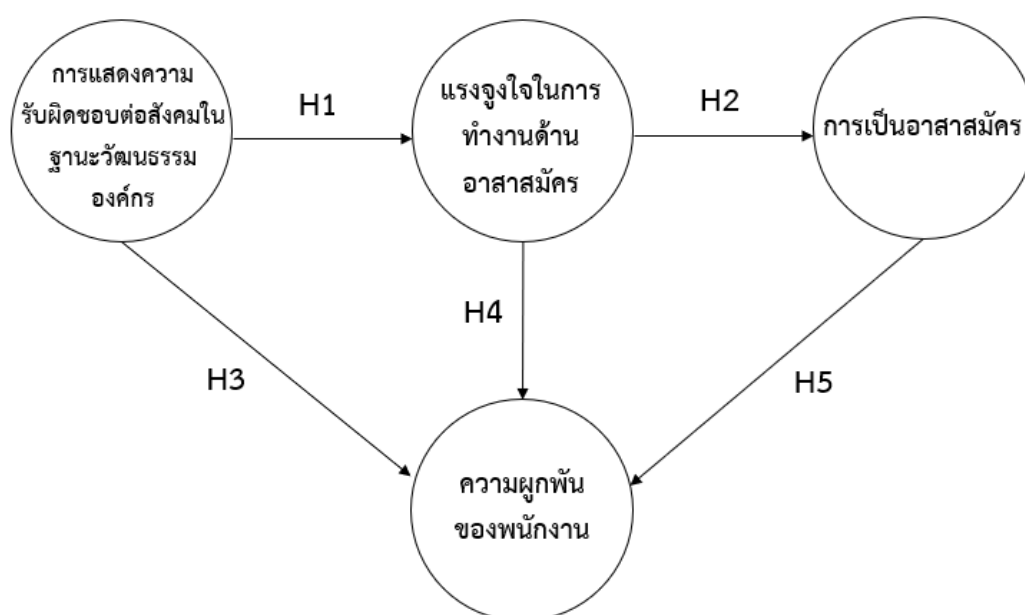 การแสดงความ
รับผิดชอบต่อสังคมใน
ฐานะวัฒนธรรม
องค์กร
H1
แรงจูงใจในการ
ทำงานด้าน
อาสาสมัคร
H2
การเป็นอาสาสมัคร
H3
H4
H5
ความผูกพัน
ของพนักงาน